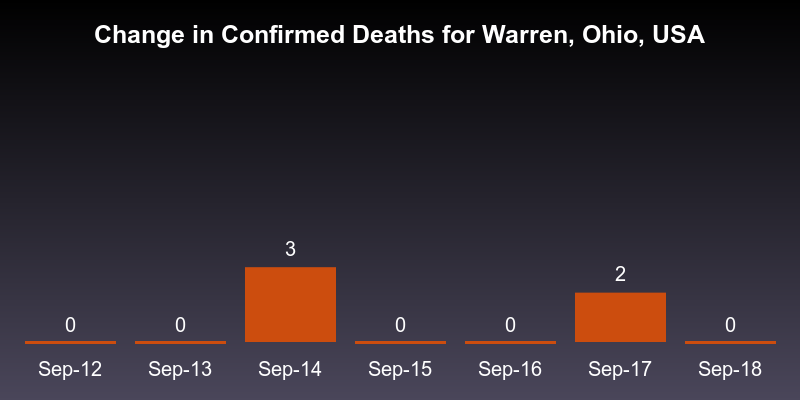 Change in Confirmed Deaths for Warren, Ohio, USA
3
2
0 0 0 0 0
Sep-12 Sep-13 Sep-14 Sep-15 Sep-16 Sep-17 Sep-18